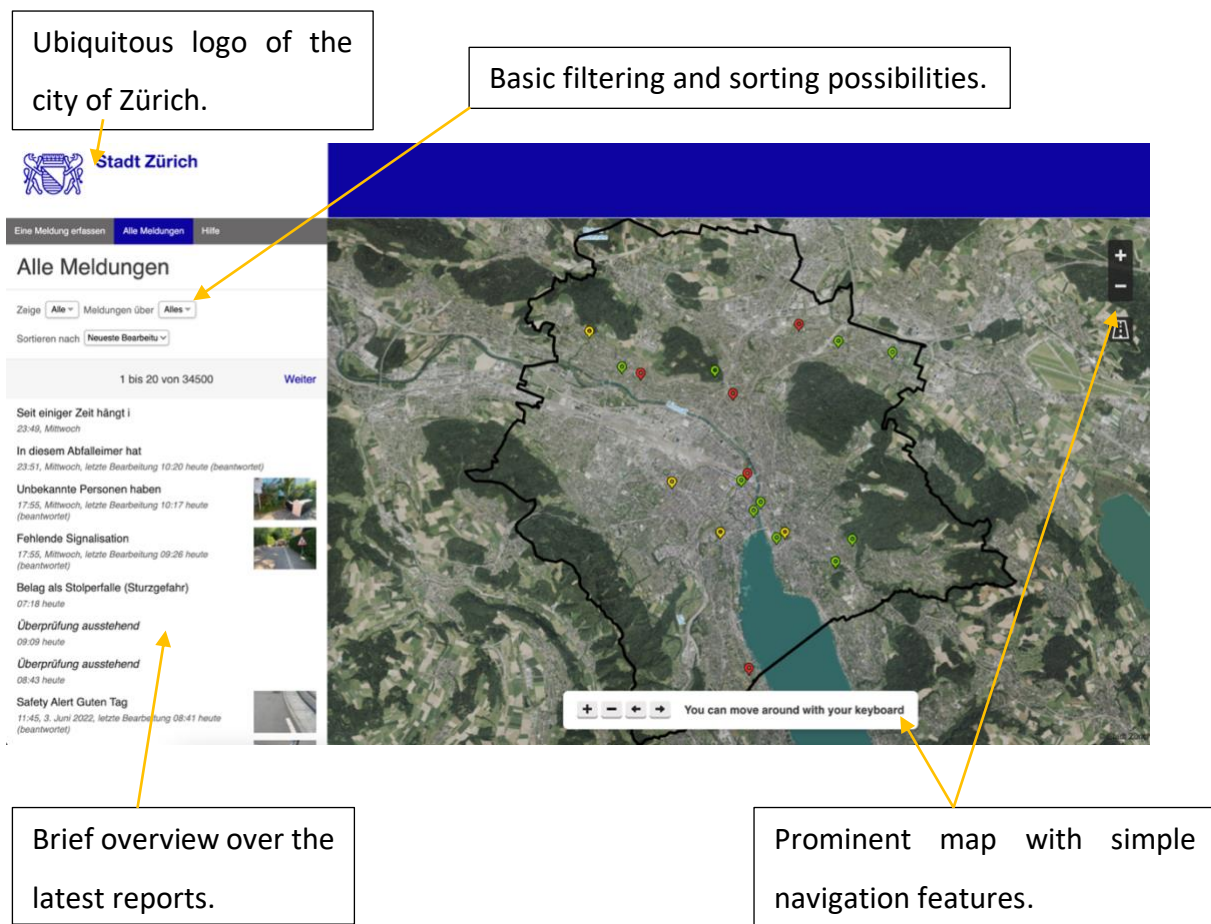 Ubiquitous logo of the
city of Zürich.
Basic filtering and sorting possibilities.
Stadt Zürich
Eine Meldung erfassen Alle Meldungen Hilfe
Alle Meldungen
Zeige Alle Meldungen über Alles
Sortieren nach Neueste Bearbeitu
1 bis 20 von 34500 Weiter
Seit einiger Zeit hängt i
23:49, Mittwoch
In diesem Abfalleimer hat
23:51, Mittwoch, letzte Bearbeitung 10:20 heute (beantwortet)
Unbekannte Personen haben
17:55, Mittwoch, letzte Bearbeitung 10:17 heute
(beantwortet)
Fehlende Signalisation
17:55, Mittwoch, letzte Bearbeitung 09:26 heute
(beantwortet)
Belag als Stolperfalle (Sturzgefahr)
07:18 heute
Überprüfung ausstehend
09:09 heute
Überprüfung ausstehend
08:43 heute
Safety Alert Guten Tag
11:45, 3. Juni 2022, letzte Bearbeitung 08:41 heute
(beantwortet)
+
−
+ − ← → You can move around with your keyboard
© Stadt Zürich
Brief overview over the
latest reports.
Prominent map with simple
navigation features.